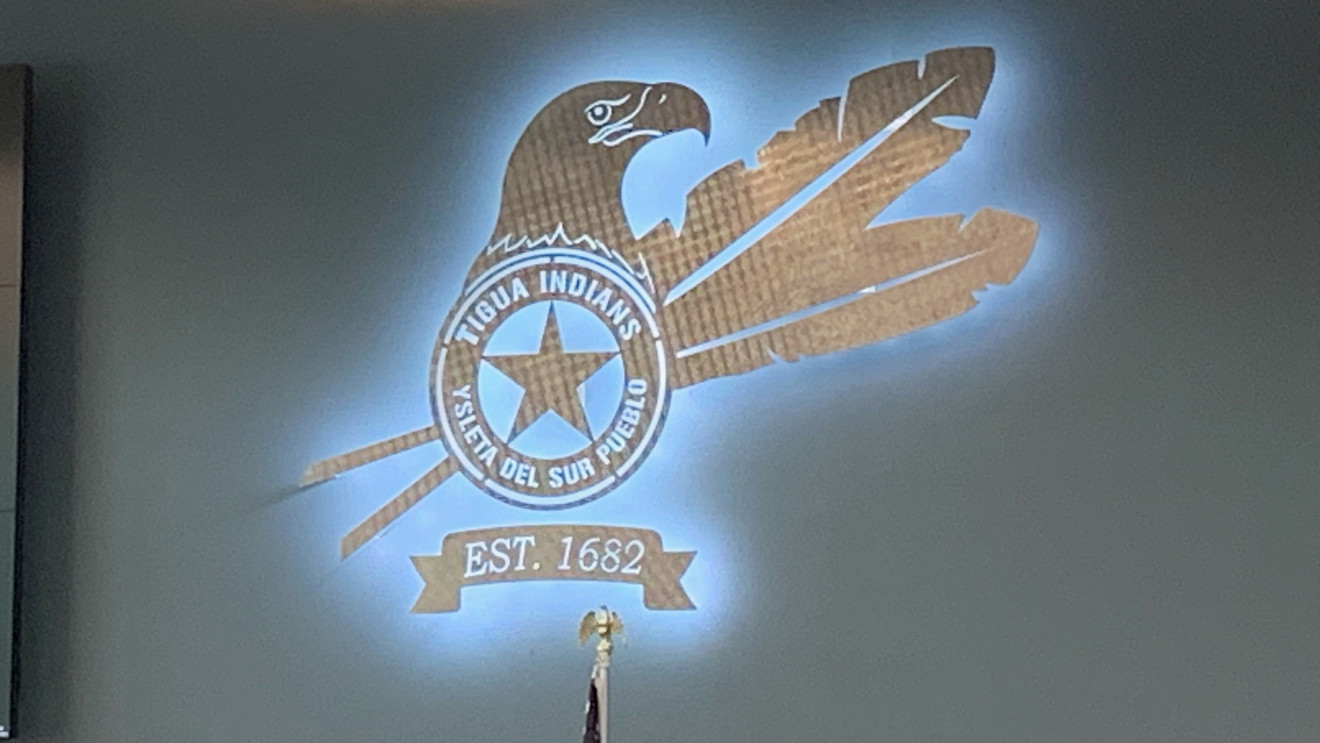 TIGUA INDIANS
YSLETA DEL SUR PUEBLO
EST. 1682